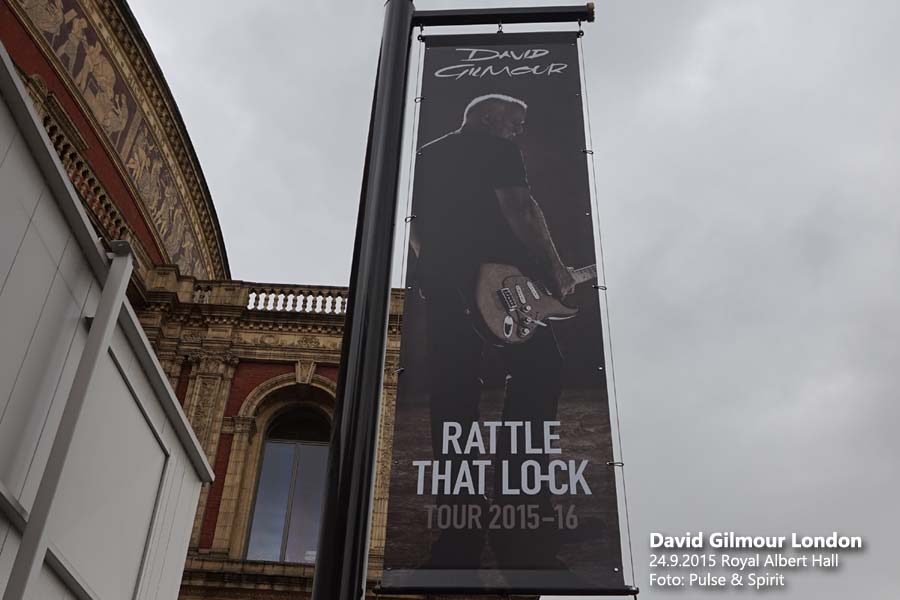 DAVID
GILMOUR
RATTLE
THAT LOCK
TOUR 2015-16
David Gilmour London
24.9.2015 Royal Albert Hall
Foto: Pulse & Spirit